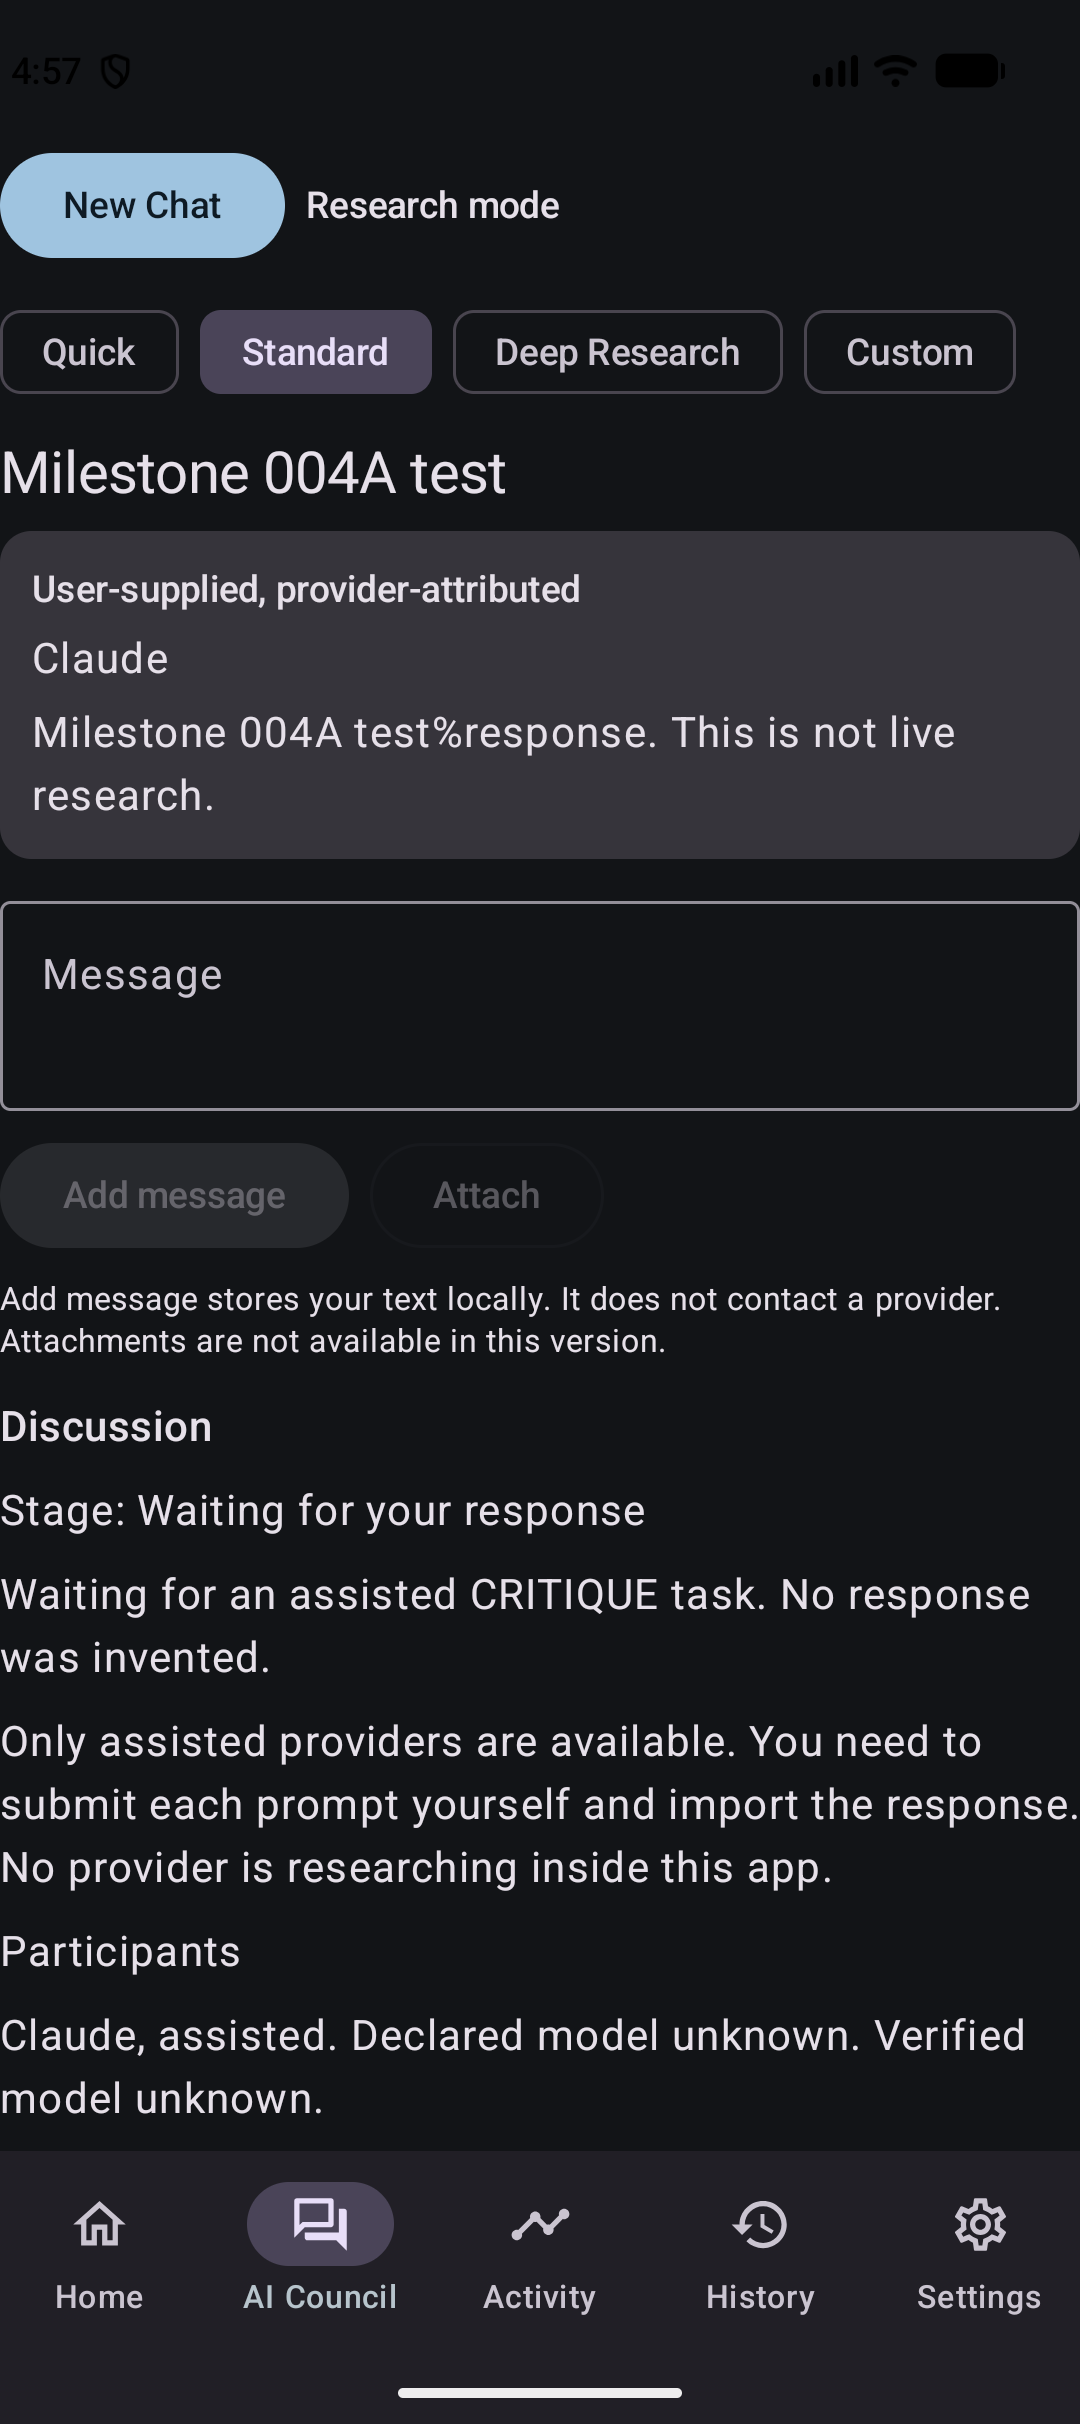 4:57
New Chat Research mode
Quick Standard Deep Research Custom
Milestone 004A test
User-supplied, provider-attributed
Claude
Milestone 004A test%response. This is not live
research.
Message
Add message Attach
Add message stores your text locally. It does not contact a provider.
Attachments are not available in this version.
Discussion
Stage: Waiting for your response
Waiting for an assisted CRITIQUE task. No response
was invented.
Only assisted providers are available. You need to
submit each prompt yourself and import the response.
No provider is researching inside this app.
Participants
Claude, assisted. Declared model unknown. Verified
model unknown.
Home AI Council Activity History Settings